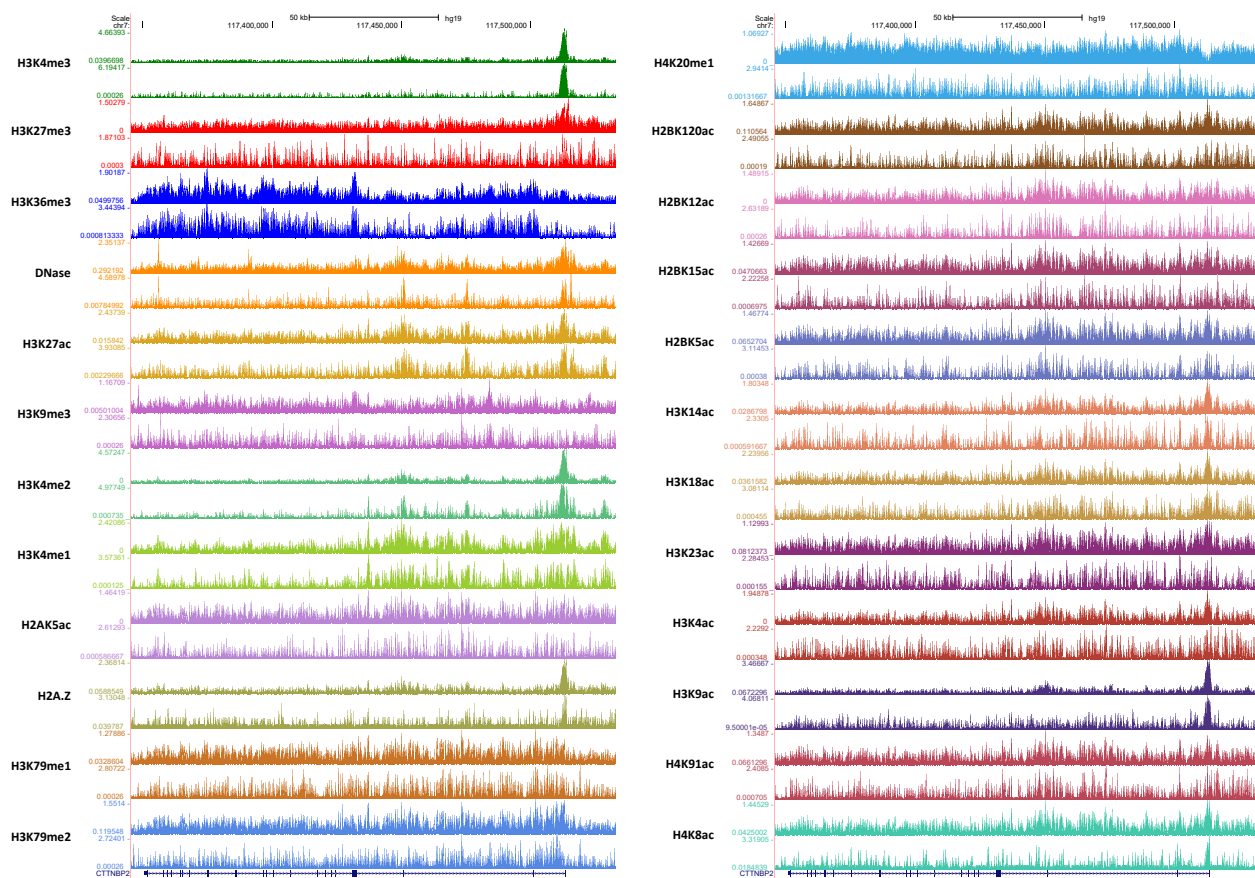 Scale
50 kb
hg19
chr7:
117,400,000
117,450,000
117,500,000
H3K4me3
4.66393
0.0396698
6.19417
0.00026
H3K27me3
1.50279
0
1.87103
0.0003
H3K36me3
1.90187
0.0499756
3.44394
0.000813333
DNase
2.35137
0.292192
4.58978
0.00784992
H3K27ac
2.43739
0.015842
3.93085
0.00229666
H3K9me3
1.16709
0.00501004
2.30656
0.00026
H3K4me2
4.57247
0
4.97749
0.000735
H3K4me1
2.42086
0
3.57361
0.000125
H2AK5ac
1.46419
0
2.61293
0.000586667
H2A.Z
2.36814
0.0588549
3.13048
0.039787
H3K79me1
1.27886
0.0328604
2.80722
0.00026
H3K79me2
1.5514
0.119548
2.72401
0.00026
CTTNBP2
Scale
50 kb
hg19
chr7:
117,400,000
117,450,000
117,500,000
H4K20me1
1.06927
0
2.9414
0.00131667
H2BK120ac
1.64867
0.110564
2.49055
0.00019
H2BK12ac
1.48915
0
2.63189
0.00026
H2BK15ac
1.42669
0.0470663
2.22258
0.0006975
H2BK5ac
1.46774
0.0652704
3.11453
0.00038
H3K14ac
1.80348
0.0286798
2.3305
0.000591667
H3K18ac
2.23956
0.0361582
3.08114
0.000455
H3K23ac
1.12993
0.0812373
2.28453
0.000155
H3K4ac
1.94878
0
2.2292
0.000348
H3K9ac
3.46667
0.0672296
4.06811
9.50001e-05
H4K91ac
1.3487
0.0661296
2.4085
0.000705
H4K8ac
1.44529
0.0425002
3.31905
0.0184839
CTTNBP2